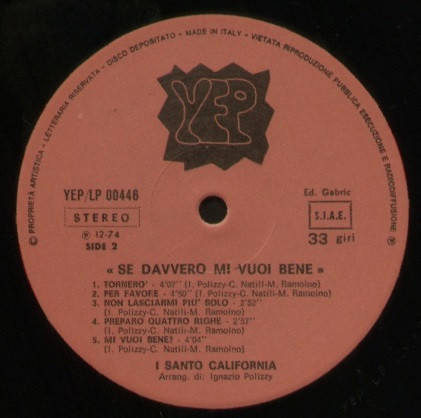 © PROPRIETÀ ARTISTICA - LETTERARIA RISERVATA - DISCO DEPOSITATO - MADE IN ITALY - VIETATA RIPRODUZIONE PUBBLICA ESECUZIONE E RADIODIFFUSIONE ℗
YEP
YEP/LP 00446
STEREO
℗ 12-74
SIDE 2
Ed. Gabric
S.I.A.E.
33 giri
« SE DAVVERO MI VUOI BENE »
1. TORNERO' - 4'07" (I. Polizzy-C. Natili-M. Ramoino)
2. PER FAVORE - 4'50" (I. Polizzy-C. Natili-M. Ramoino)
3. NON LASCIARMI PIU' SOLO - 2'52"
(I. Polizzy-C. Natili-M. Ramoino)
4. PREPARO QUATTRO RIGHE - 2'57"
(I. Polizzy-C. Natili-M. Ramoino)
5. MI VUOI BENE? - 4'04"
(I. Polizzy-C. Natili-M. Ramoino)
I SANTO CALIFORNIA
Arrang. di: Ignazio Polizzy